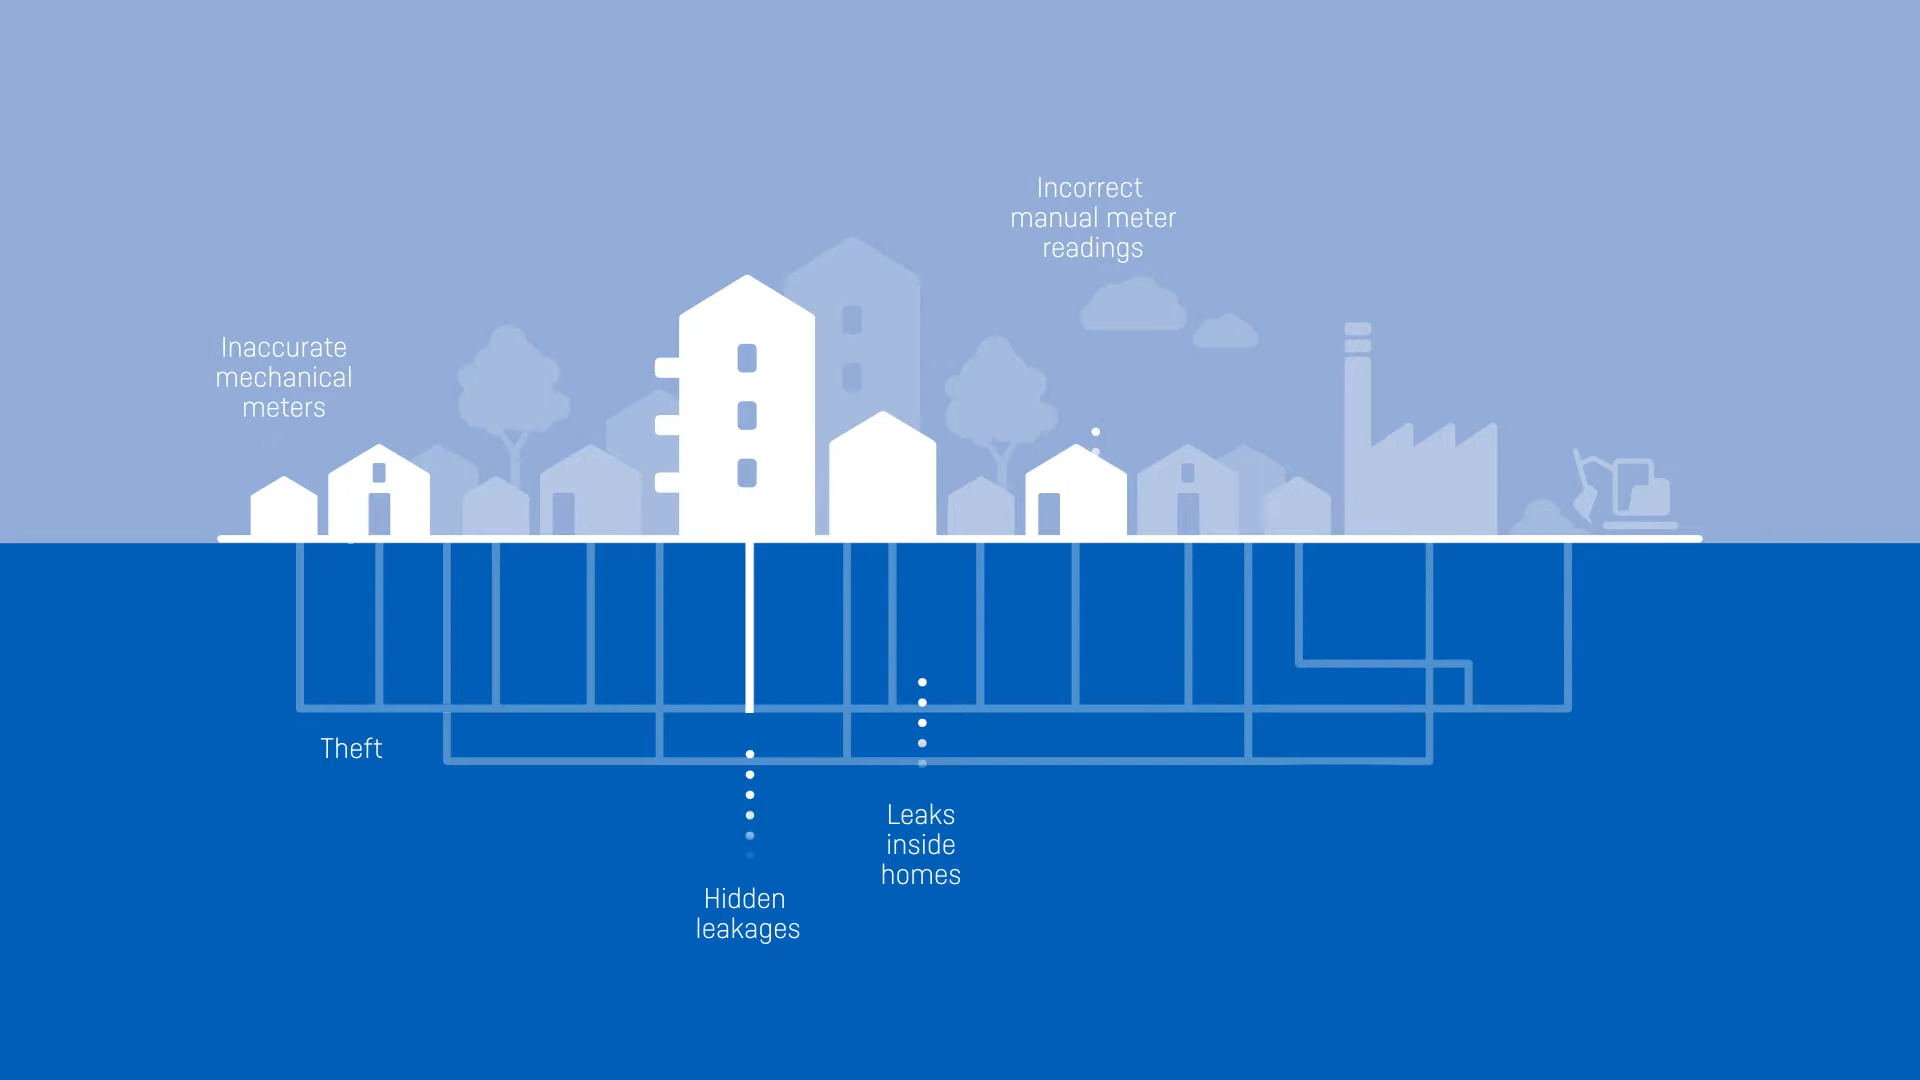 Incorrect
manual meter
readings
Inaccurate
mechanical
meters
Theft
Leaks
inside
homes
Hidden
leakages